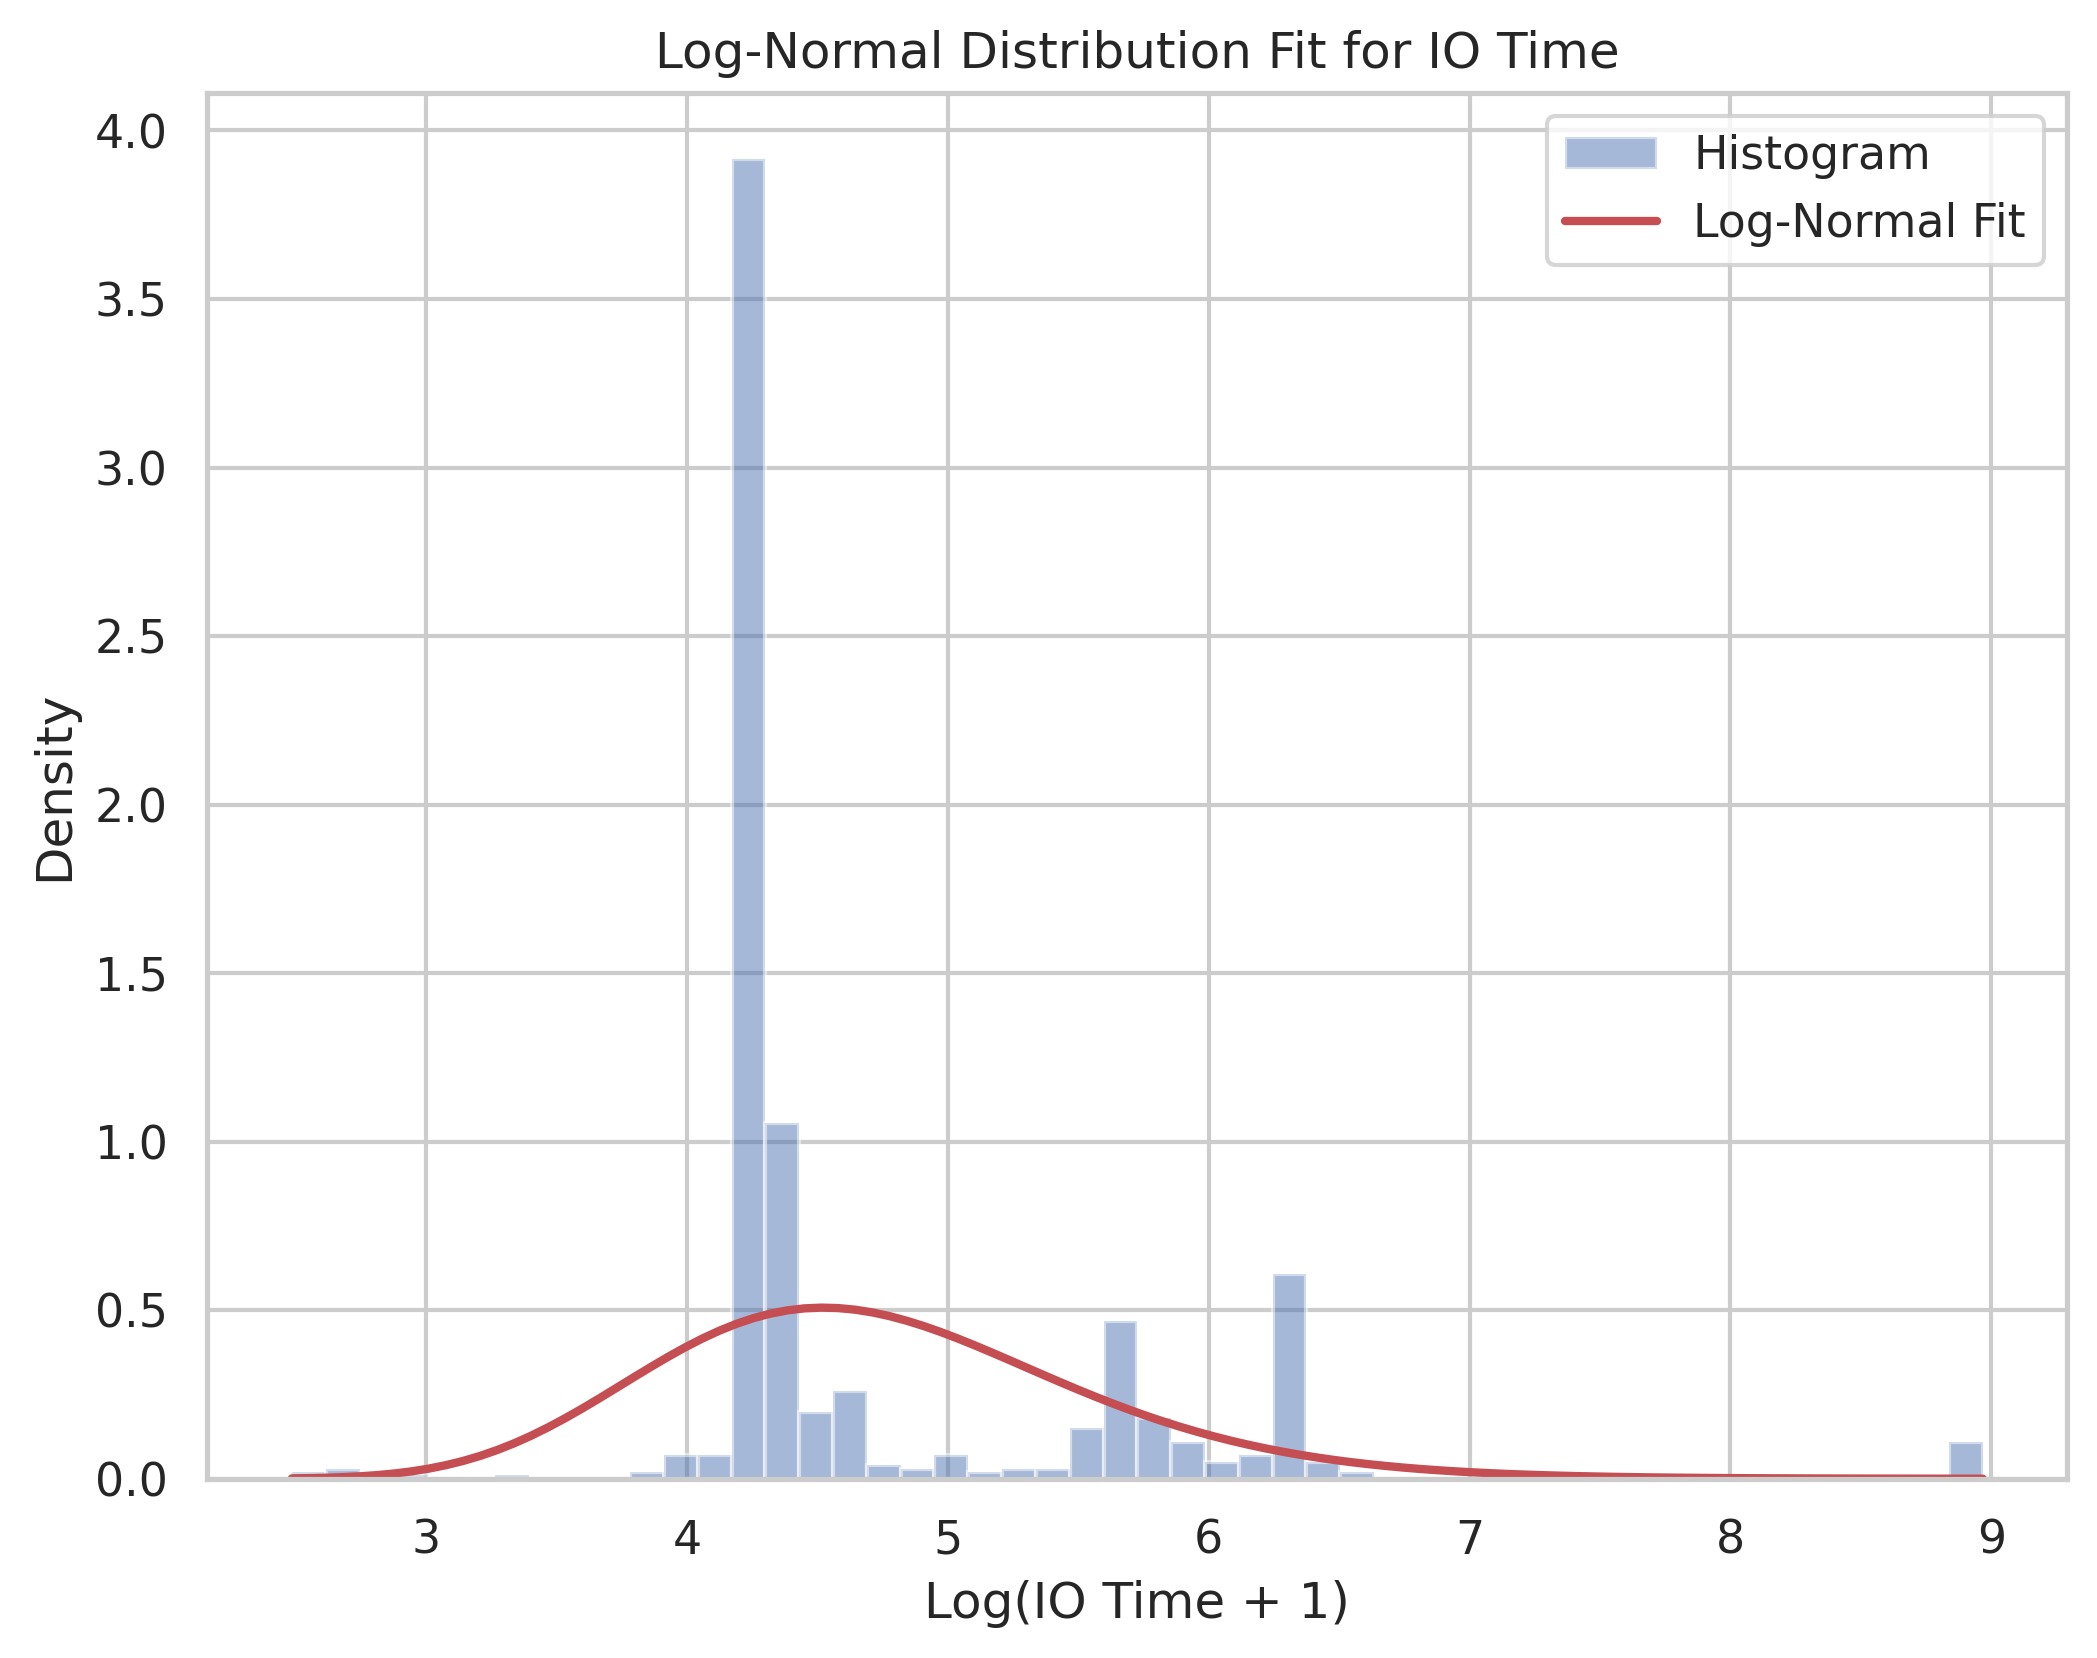 Log-Normal Distribution Fit for IO Time
Histogram
Log-Normal Fit
Density
4.0
3.5
3.0
2.5
2.0
1.5
1.0
0.5
0.0
3 4 5 6 7 8 9
Log(IO Time + 1)